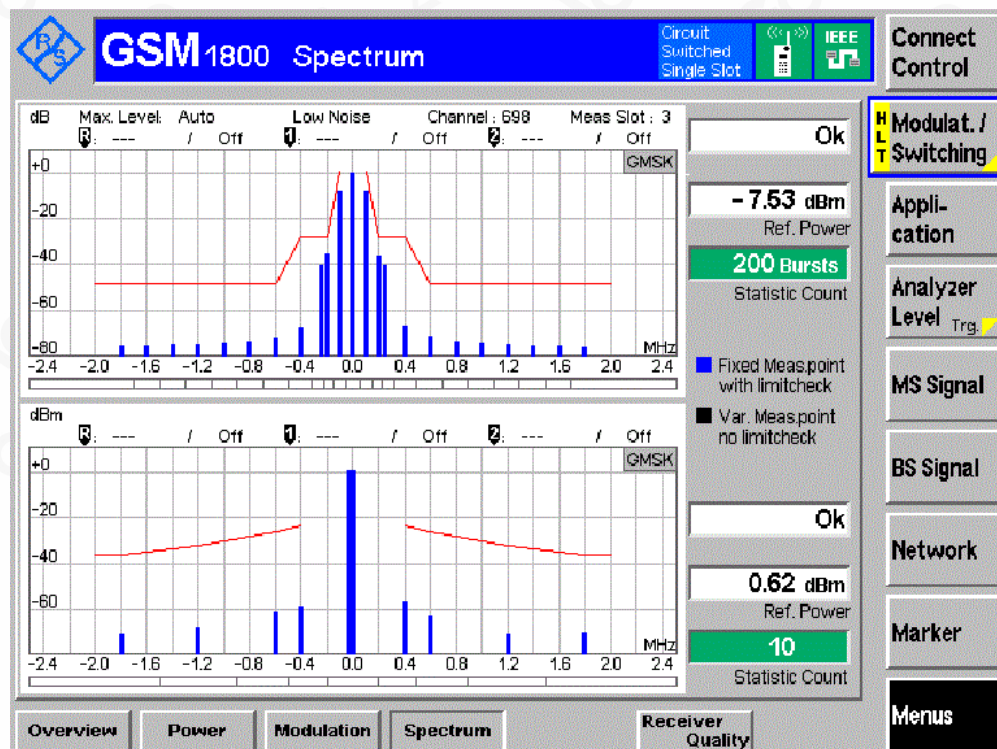 R/S
GSM 1800 Spectrum
Circuit
Switched
Single Slot
IEEE
Connect
Control
dB Max. Level: Auto Low Noise Channel : 698 Meas Slot : 3
R: --- / Off 1: --- / Off 2: --- / Off
GMSK
+0
-20
-40
-60
-80
MHz
-2.4 -2.0 -1.6 -1.2 -0.8 -0.4 0.0 0.4 0.8 1.2 1.6 2.0 2.4
Ok
-7.53 dBm
Ref. Power
200 Bursts
Statistic Count
Fixed Meas.point
with limitcheck
Var. Meas.point
no limitcheck
dBm
R: --- / Off 1: --- / Off 2: --- / Off
GMSK
+0
-20
-40
-60
MHz
-2.4 -2.0 -1.6 -1.2 -0.8 -0.4 0.0 0.4 0.8 1.2 1.6 2.0 2.4
Ok
0.62 dBm
Ref. Power
10
Statistic Count
HLT
Modulat. /
Switching
Appli-
cation
Analyzer
Level Trg.
MS Signal
BS Signal
Network
Marker
Menus
Overview Power Modulation Spectrum Receiver
Quality